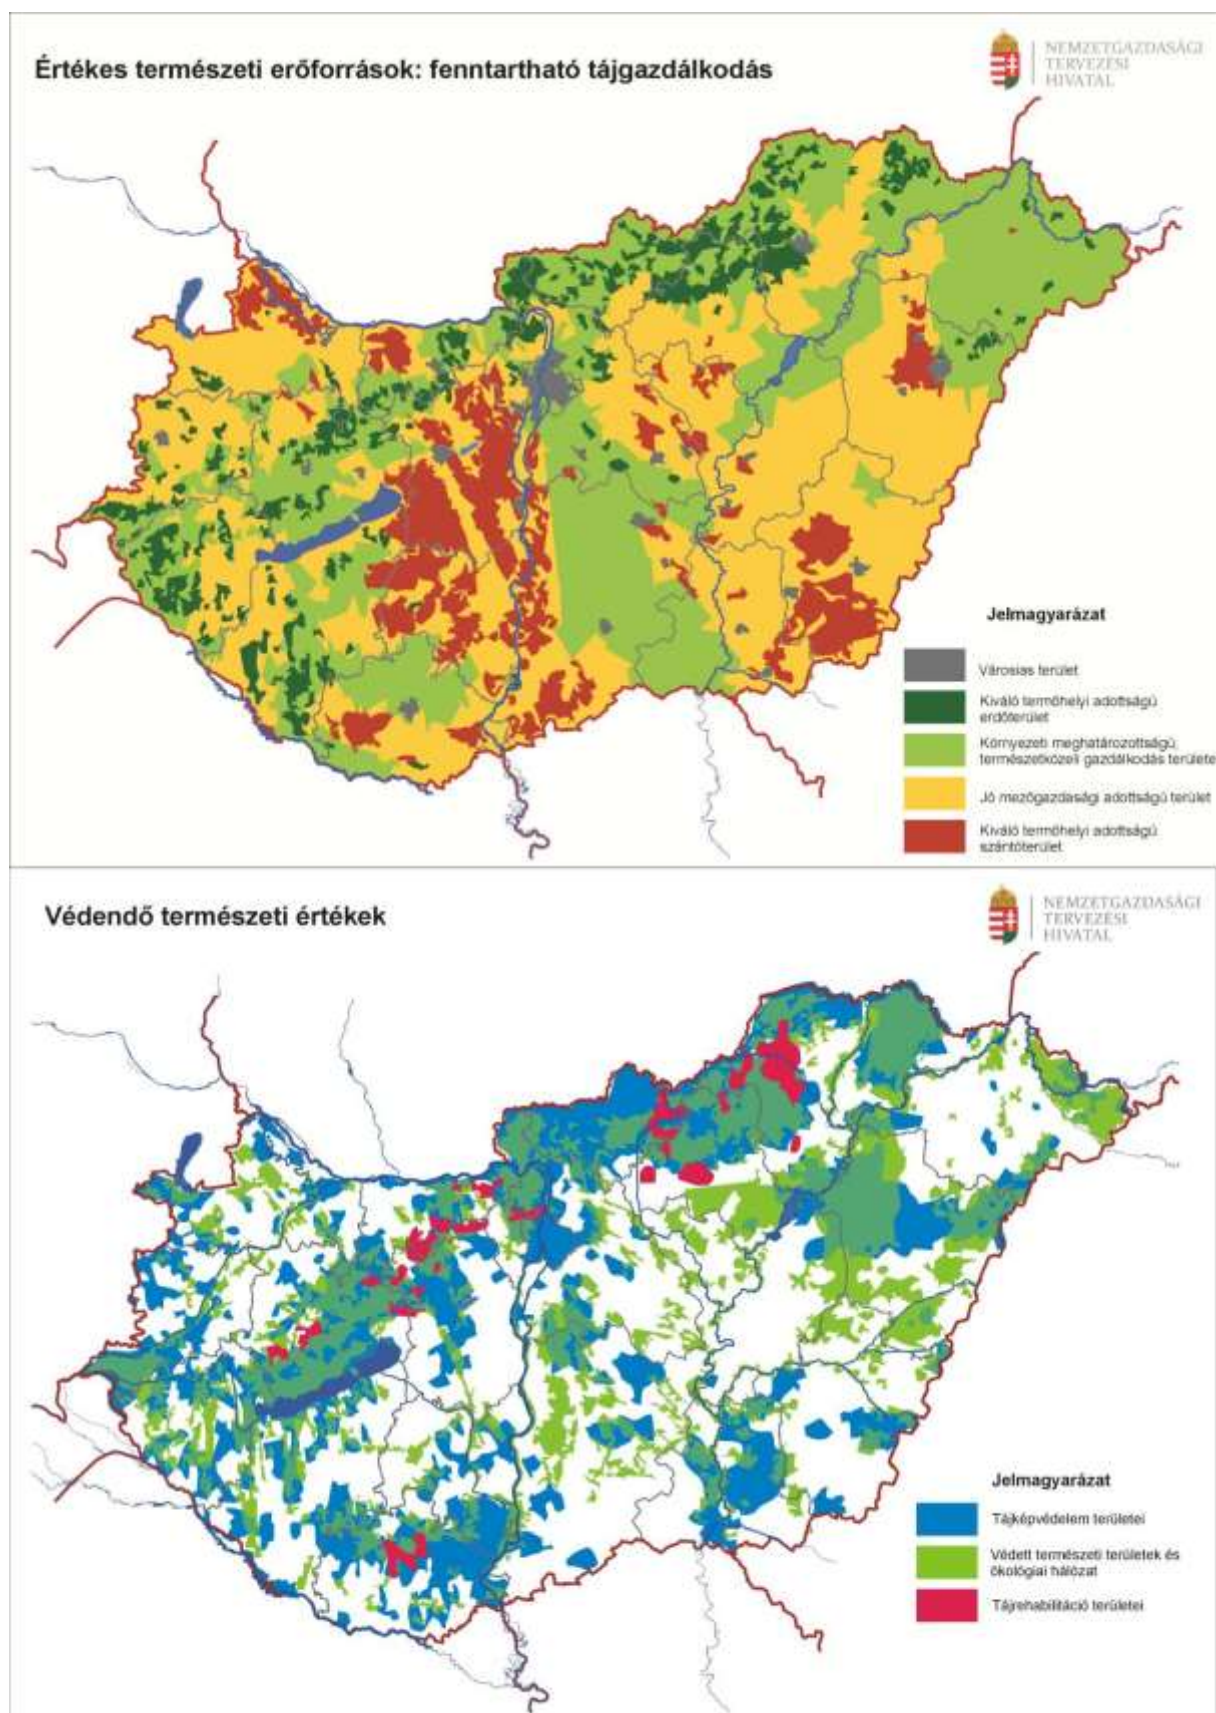 Értékes természeti erőforrások: fenntartható tájgazdálkodás
NEMZETGAZDASÁGI
TERVEZÉSI
HIVATAL
Jelmagyarázat
Városias terület
Kiváló termőhelyi adottságú
erdőterület
Környezeti meghatározottságú,
természetközeli gazdálkodás területe
Jó mezőgazdasági adottságú terület
Kiváló termőhelyi adottságú
szántóterület
Védendő természeti értékek
NEMZETGAZDASÁGI
TERVEZÉSI
HIVATAL
Jelmagyarázat
Tájképvédelem területei
Védett természeti területek és
ökológiai hálózat
Tájrehabilitáció területei